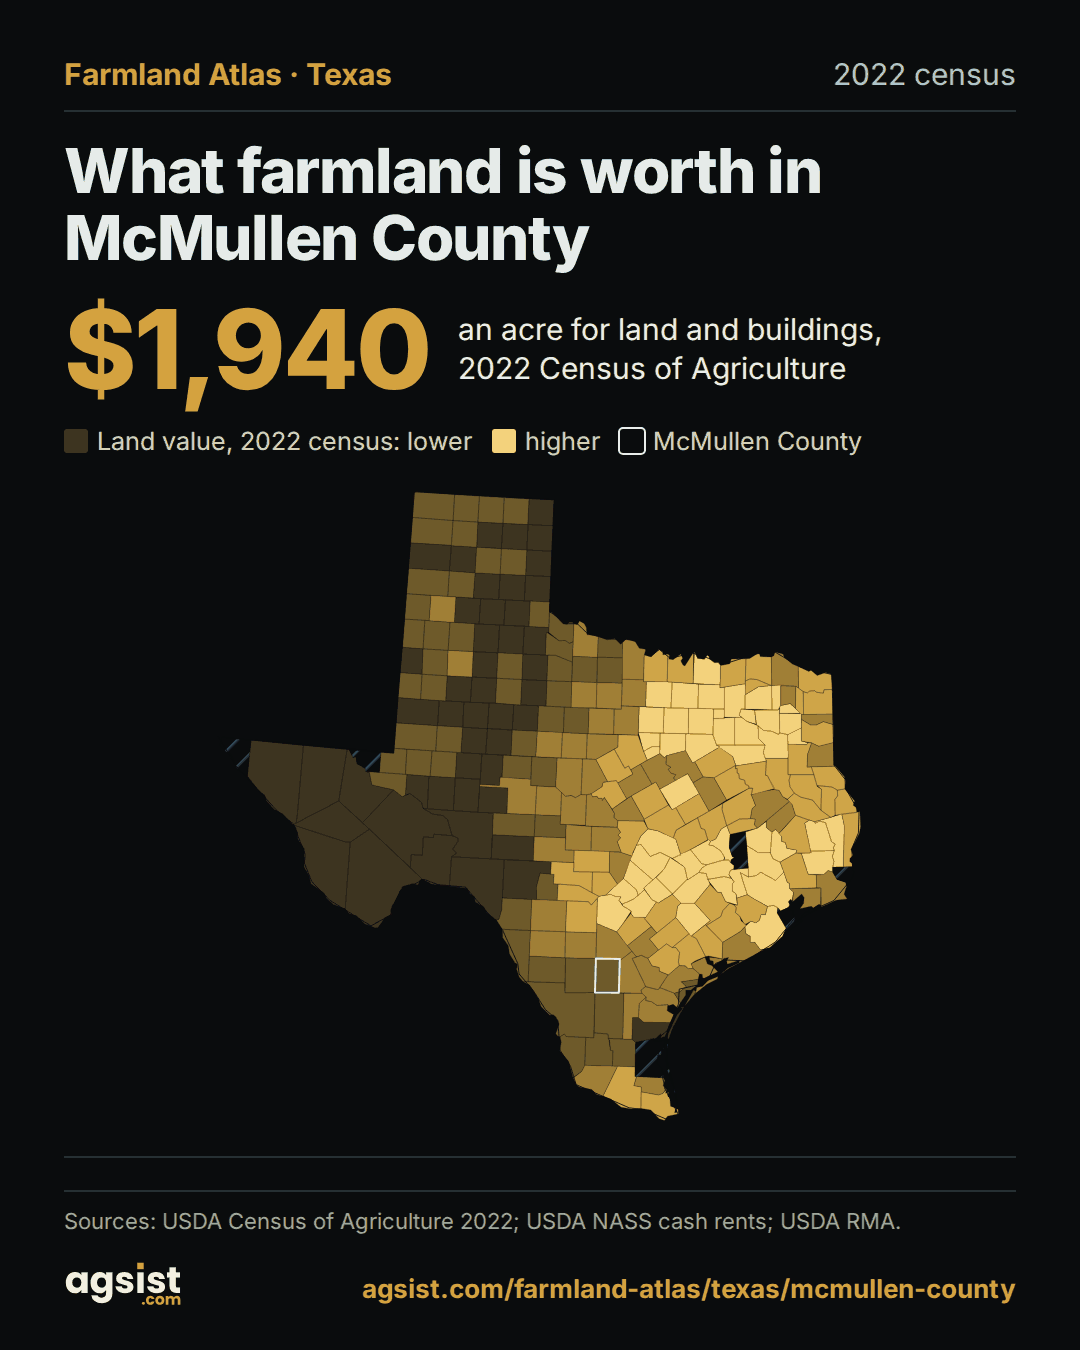 Farmland Atlas · Texas
2022 census
What farmland is worth in
McMullen County
$1,940
an acre for land and buildings,
2022 Census of Agriculture
Land value, 2022 census: lower
higher
McMullen County
Sources: USDA Census of Agriculture 2022; USDA NASS cash rents; USDA RMA.
agsist
.com
agsist.com/farmland-atlas/texas/mcmullen-county